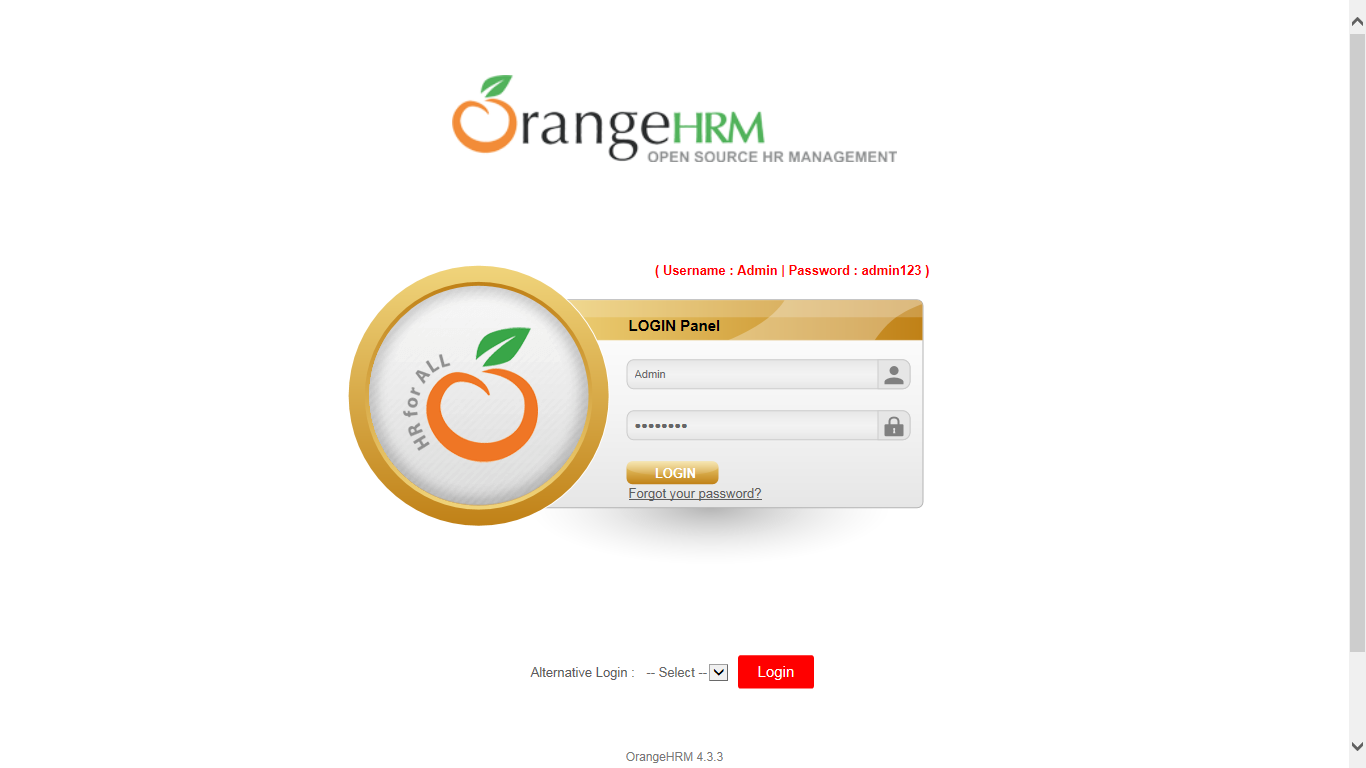 OrangeHRM
OPEN SOURCE HR MANAGEMENT
( Username : Admin | Password : admin123 )
LOGIN Panel
HR for ALL
Admin
••••••••
LOGIN
Forgot your password?
Alternative Login : -- Select -- Login
OrangeHRM 4.3.3